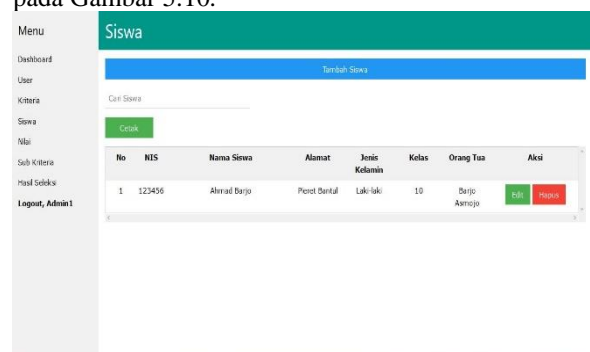 pada Gambar 5.10.
Menu
Siswa
Dashboard
User
Kriteria
Siswa
Nilai
Sub Kriteria
Hasil Seleksi
Logout, Admin1
Tambah Siswa
Cari Siswa
Cetak
No NIS Nama Siswa Alamat Jenis Kelamin Kelas Orang Tua Aksi
1 123456 Ahmad Barjo Pleret Bantul Laki-laki 10 Barjo Asmojo Edit Hapus